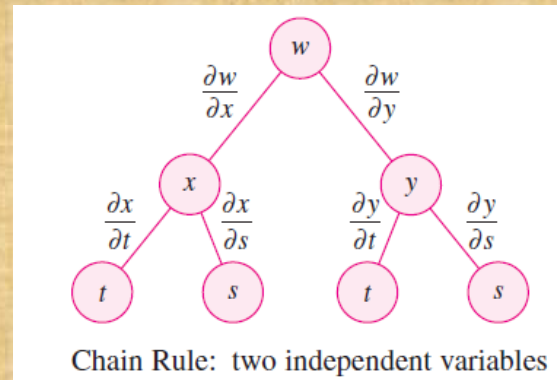 w
∂w/∂x ∂w/∂y
x y
∂x/∂t ∂x/∂s ∂y/∂t ∂y/∂s
t s t s
Chain Rule: two independent variables